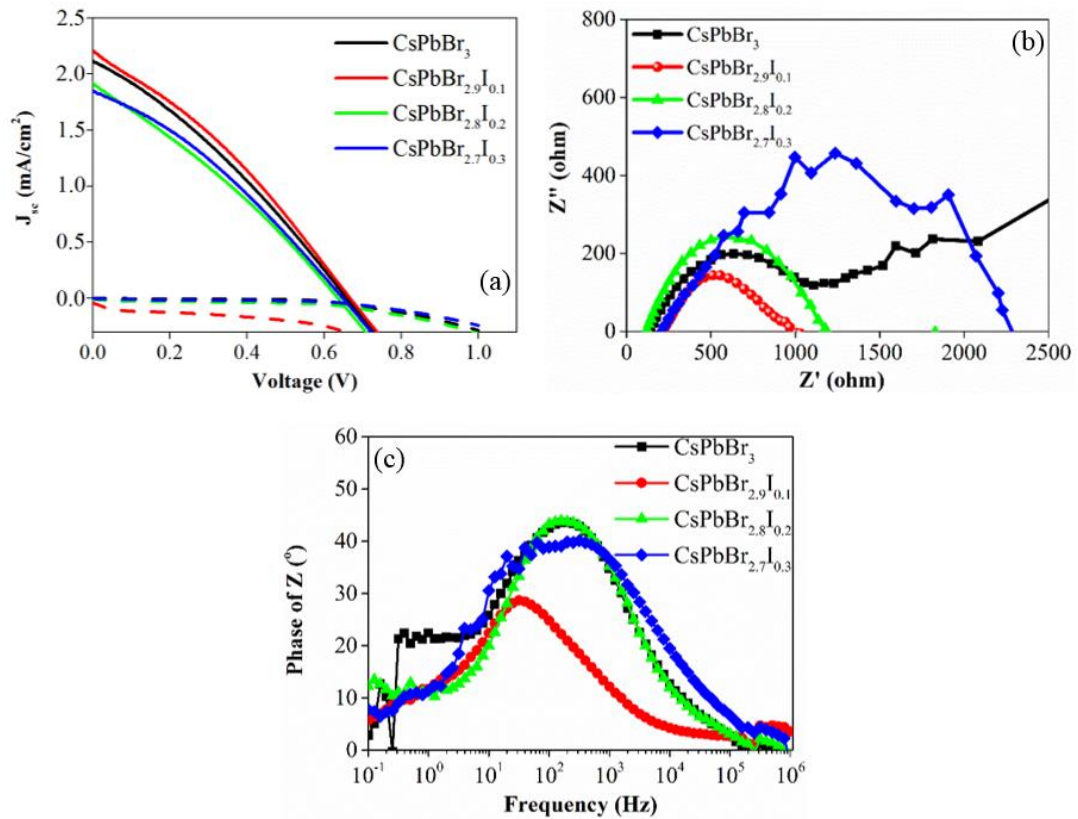 2.5
2.0
1.5
1.0
0.5
0.0
J_sc (mA/cm²)
0.0 0.2 0.4 0.6 0.8 1.0
Voltage (V)
CsPbBr₃
CsPbBr₂.₉I₀.₁
CsPbBr₂.₈I₀.₂
CsPbBr₂.₇I₀.₃
(a)
800
600
400
200
0
Z'' (ohm)
0 500 1000 1500 2000 2500
Z' (ohm)
CsPbBr₃
CsPbBr₂.₉I₀.₁
CsPbBr₂.₈I₀.₂
CsPbBr₂.₇I₀.₃
(b)
60
50
40
30
20
10
0
Phase of Z (º)
10⁻¹ 10⁰ 10¹ 10² 10³ 10⁴ 10⁵ 10⁶
Frequency (Hz)
(c)
CsPbBr₃
CsPbBr₂.₉I₀.₁
CsPbBr₂.₈I₀.₂
CsPbBr₂.₇I₀.₃